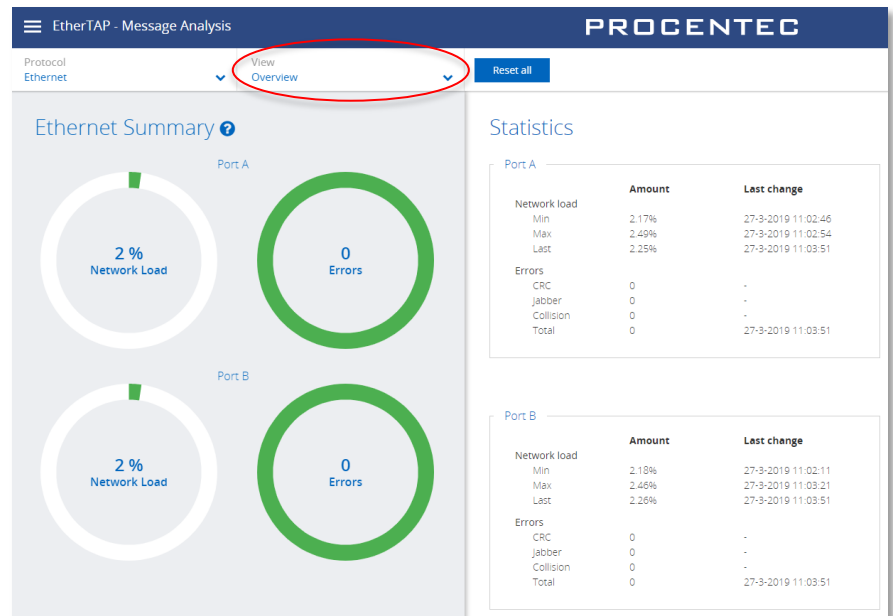 EtherTAP - Message Analysis
PROCENTEC
Protocol
Ethernet
View
Overview
Reset all
Ethernet Summary ?
Port A
2 %
Network Load
0
Errors
Port B
2 %
Network Load
0
Errors
Statistics
Port A
Amount Last change
Network load
Min 2.17% 27-3-2019 11:02:46
Max 2.49% 27-3-2019 11:02:54
Last 2.25% 27-3-2019 11:03:51
Errors
CRC 0 -
Jabber 0 -
Collision 0 -
Total 0 27-3-2019 11:03:51
Port B
Amount Last change
Network load
Min 2.18% 27-3-2019 11:02:11
Max 2.46% 27-3-2019 11:03:21
Last 2.26% 27-3-2019 11:03:51
Errors
CRC 0 -
Jabber 0 -
Collision 0 -
Total 0 27-3-2019 11:03:51